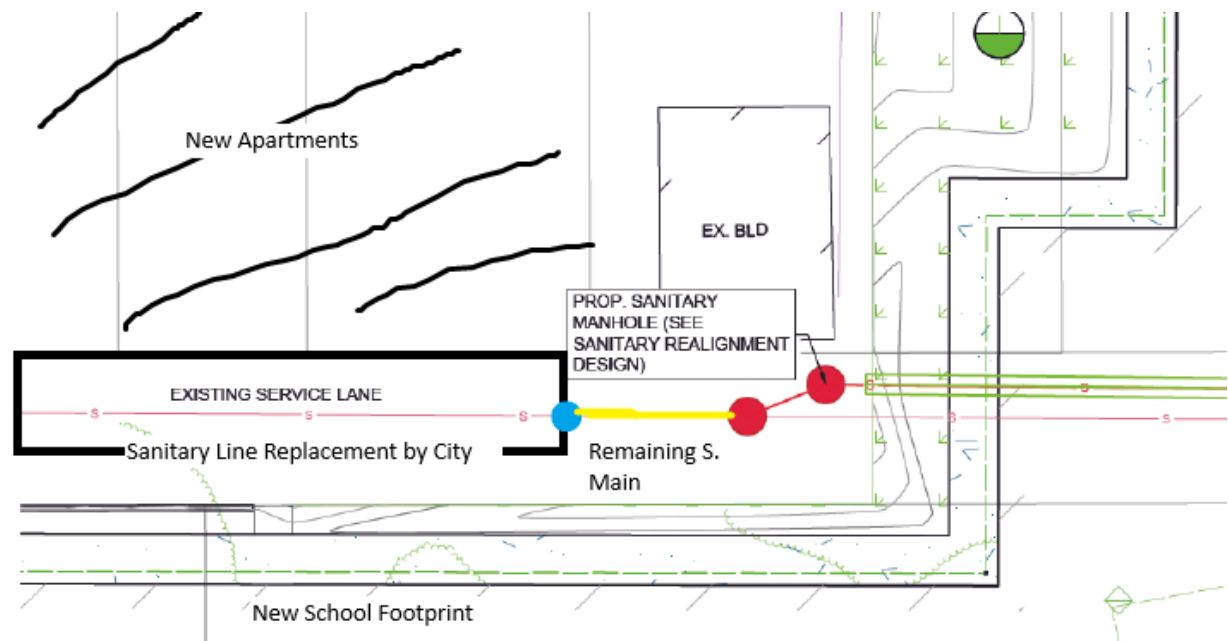 New Apartments
EX. BLD
PROP. SANITARY
MANHOLE (SEE
SANITARY REALIGNMENT
DESIGN)
EXISTING SERVICE LANE
S
S
S
S
S
S
S
Sanitary Line Replacement by City
Remaining S.
Main
New School Footprint